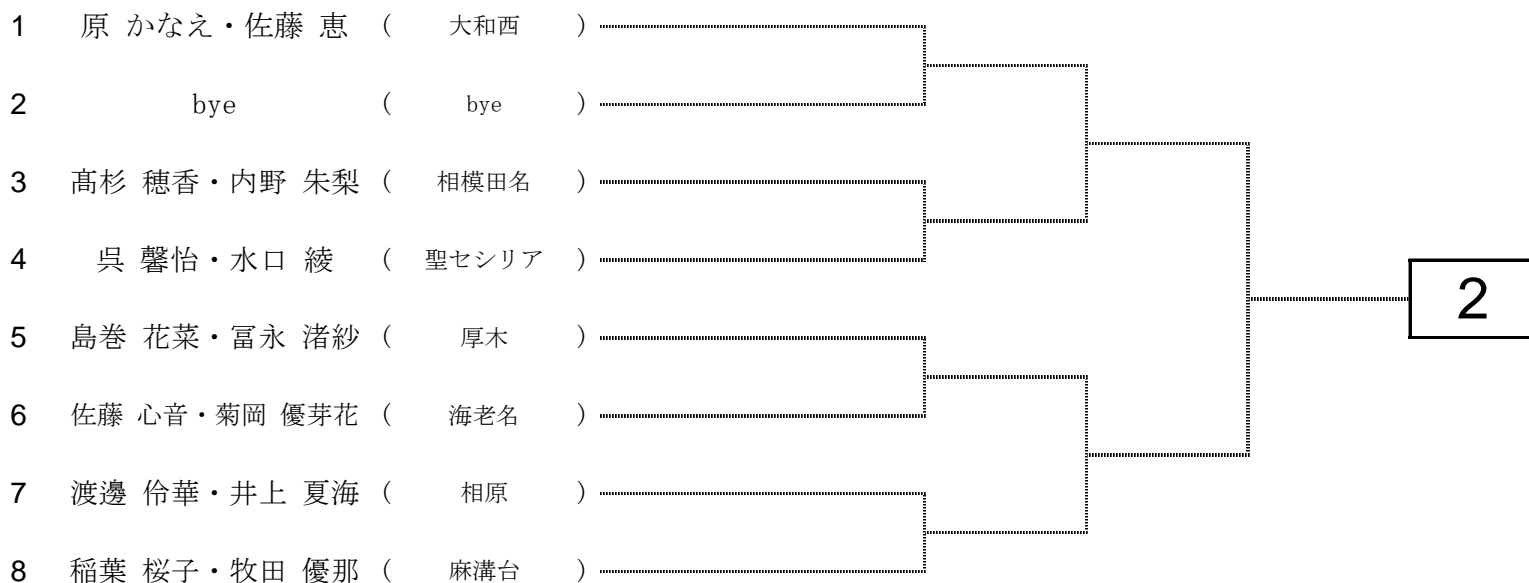 1 原 かなえ・佐藤 恵 ( 大和西 )
2 bye ( bye )
3 髙杉 穂香・内野 朱梨 ( 相模田名 )
4 呉 馨怡・水口 綾 ( 聖セシリア )
2
5 島巻 花菜・冨永 渚紗 ( 厚木 )
6 佐藤 心音・菊岡 優芽花 ( 海老名 )
7 渡邊 伶華・井上 夏海 ( 相原 )
8 稲葉 桜子・牧田 優那 ( 麻溝台 )